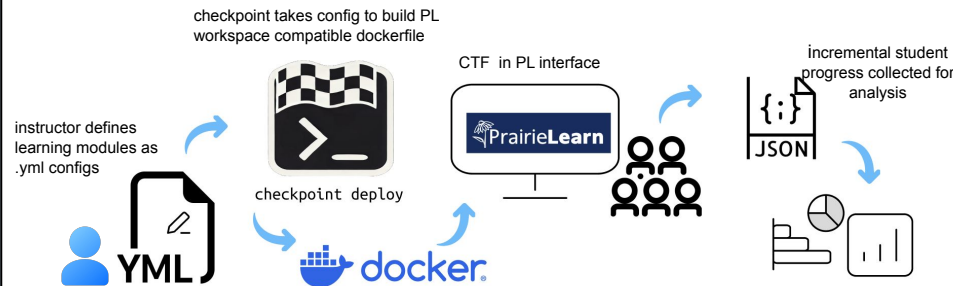 checkpoint takes config to build PL
workspace compatible dockerfile
CTF in PL interface
incremental student
progress collected for
analysis
instructor defines
learning modules as
.yml configs
>_
PrairieLearn
{;}
JSON
checkpoint deploy
YML
docker